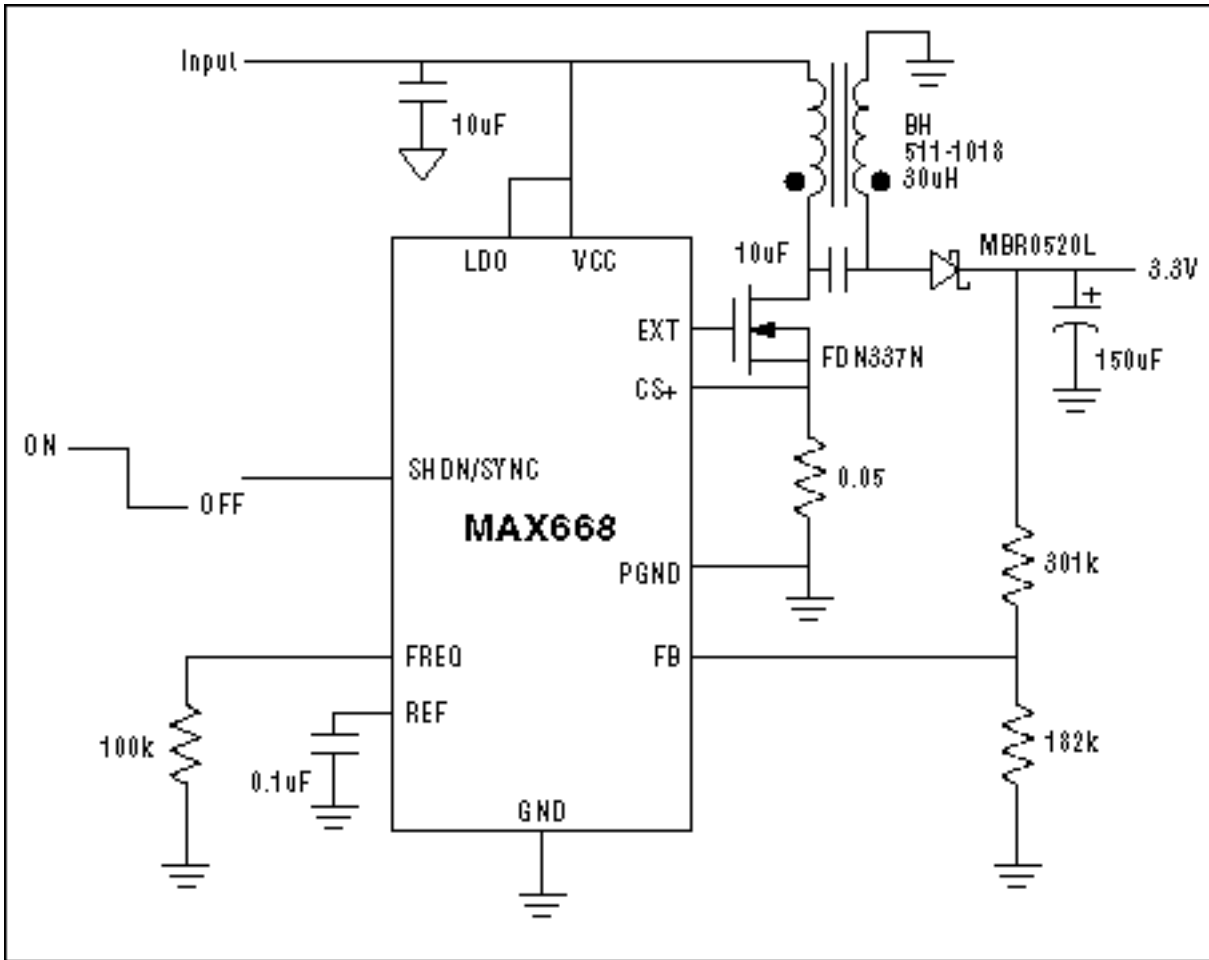 Input
10uF
BH
511-1018
30uH
LDO
VCC
10uF
MBR0520L
3.3V
EXT
FDN337N
150uF
CS+
ON
OFF
SHDN/SYNC
0.05
MAX668
PGND
301k
FREQ
FB
REF
100k
0.1uF
182k
GND